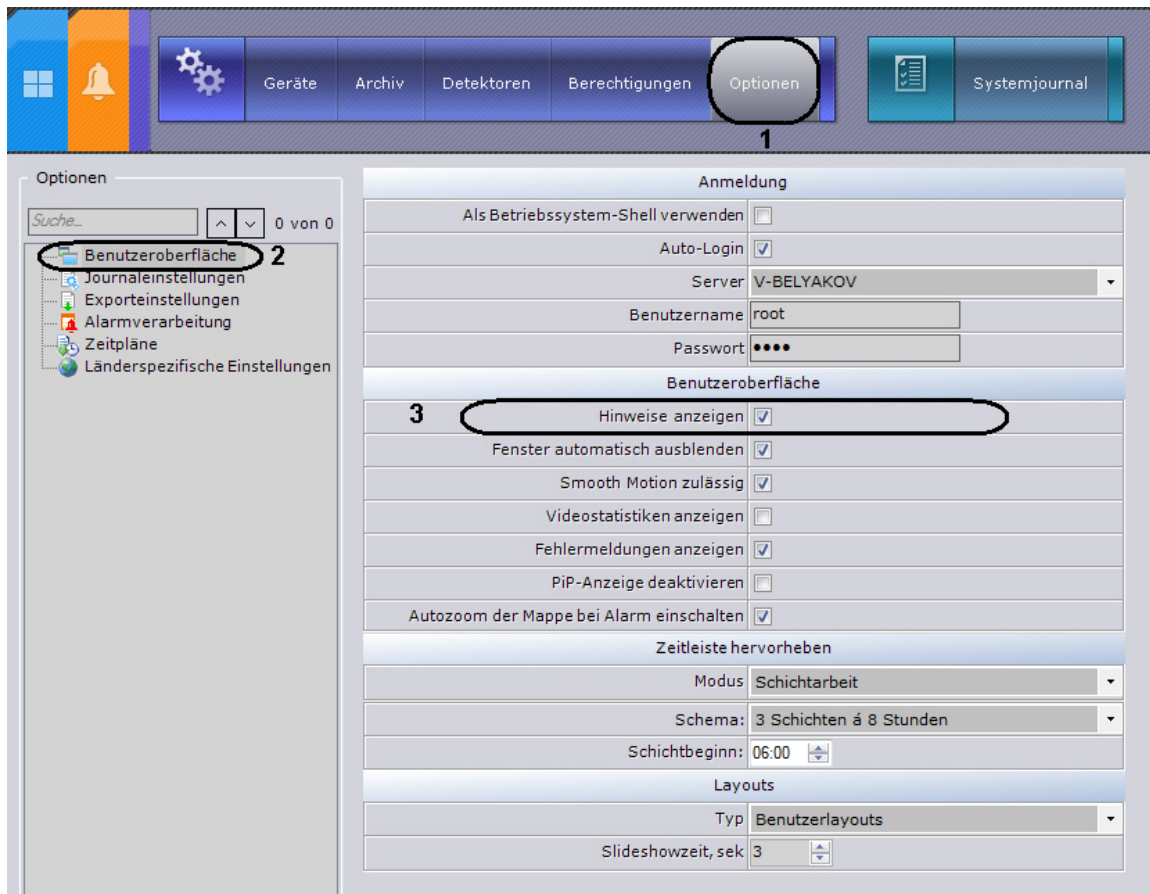 Geräte Archiv Detektoren Berechtigungen Optionen Systemjournal
1
Optionen
Suche... 0 von 0
Benutzeroberfläche 2
Journaleinstellungen
Exporteinstellungen
Alarmverarbeitung
Zeitpläne
Länderspezifische Einstellungen
Anmeldung
Als Betriebssystem-Shell verwenden
Auto-Login
Server V-BELYAKOV
Benutzername root
Passwort ••••
Benutzeroberfläche
3 Hinweise anzeigen
Fenster automatisch ausblenden
Smooth Motion zulässig
Videostatistiken anzeigen
Fehlermeldungen anzeigen
PiP-Anzeige deaktivieren
Autozoom der Mappe bei Alarm einschalten
Zeitleiste hervorheben
Modus Schichtarbeit
Schema: 3 Schichten á 8 Stunden
Schichtbeginn: 06:00
Layouts
Typ Benutzerlayouts
Slideshowzeit, sek 3